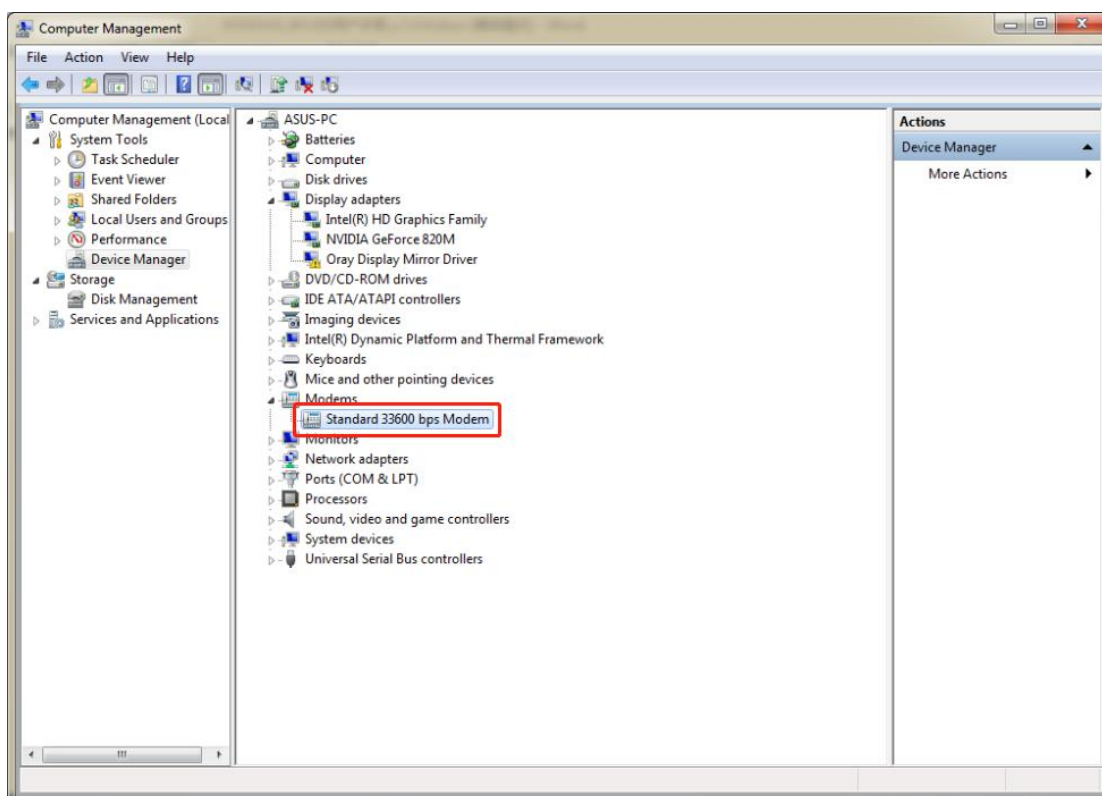 Computer Management
File Action View Help
Computer Management (Local
System Tools
Task Scheduler
Event Viewer
Shared Folders
Local Users and Groups
Performance
Device Manager
Storage
Disk Management
Services and Applications
ASUS-PC
Batteries
Computer
Disk drives
Display adapters
Intel(R) HD Graphics Family
NVIDIA GeForce 820M
Oray Display Mirror Driver
DVD/CD-ROM drives
IDE ATA/ATAPI controllers
Imaging devices
Intel(R) Dynamic Platform and Thermal Framework
Keyboards
Mice and other pointing devices
Modems
Standard 33600 bps Modem
Monitors
Network adapters
Ports (COM & LPT)
Processors
Sound, video and game controllers
System devices
Universal Serial Bus controllers
Actions
Device Manager
More Actions